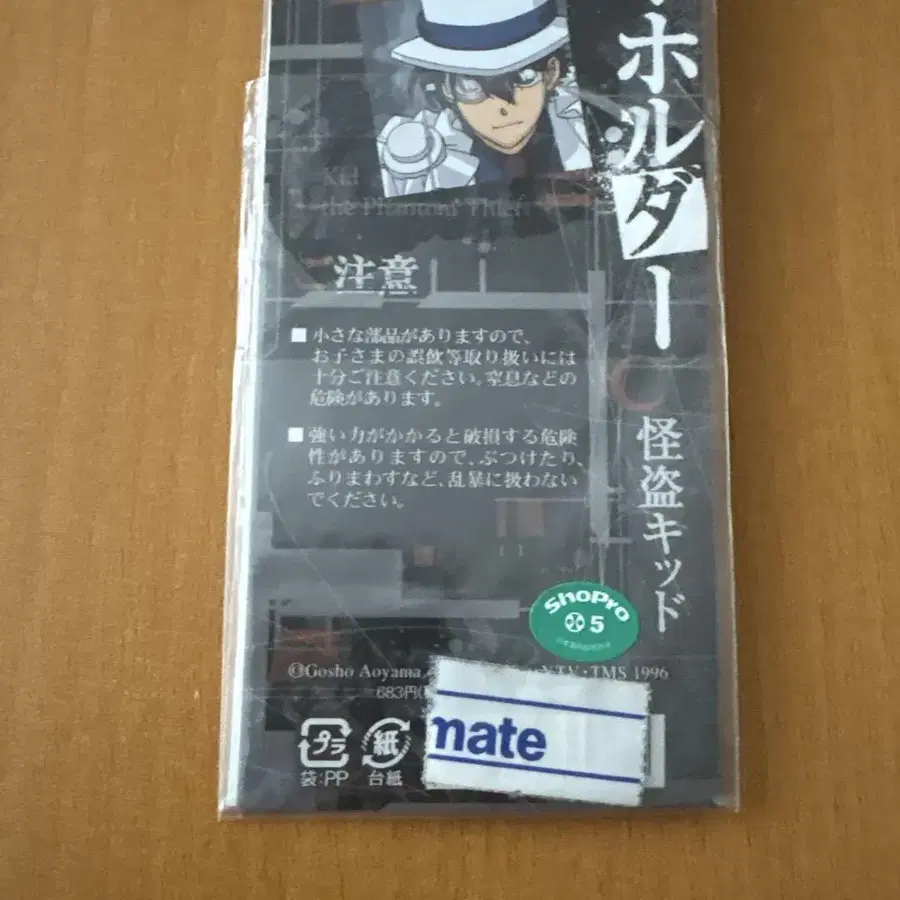 ホルダー
怪盗キッド
Kid
the Phantom Thief
ご注意
■小さな部品がありますので、
お子さまの誤飲等取り扱いには
十分ご注意ください。窒息などの
危険があります。
■強い力がかかると破損する危険
性がありますので、ぶつけたり、
ふりまわすなど、乱暴に扱わない
でください。
ShoPro
5
©Gosho Aoyama
YTV・TMS 1996
683円
プラ
袋:PP
紙
台紙
mate